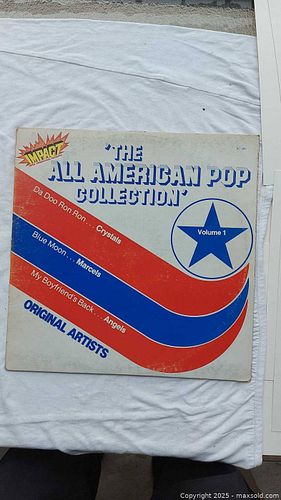 IMPACT
'THE
ALL AMERICAN POP
COLLECTION'
Volume 1
Da Doo Ron Ron... Crystals
Blue Moon... Marcels
My Boyfriend's Back... Angels
ORIGINAL ARTISTS
Copyright © 2025 - maxsold.com